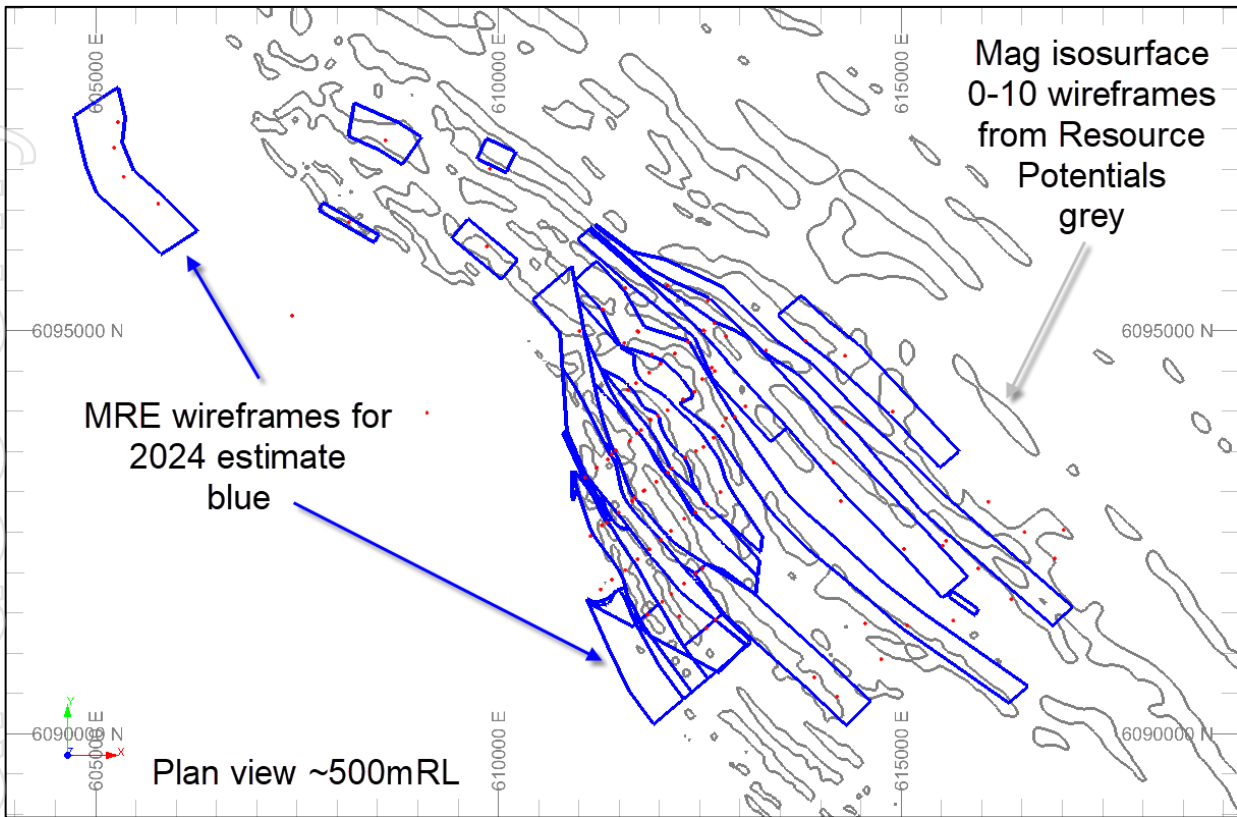 605000 E
610000 E
615000 E
Mag isosurface
0-10 wireframes
from Resource
Potentials
grey
6095000 N
6095000 N
MRE wireframes for
2024 estimate
blue
Y
Z
X
6090000 N
6090000 N
605000 E
610000 E
615000 E
Plan view ~500mRL